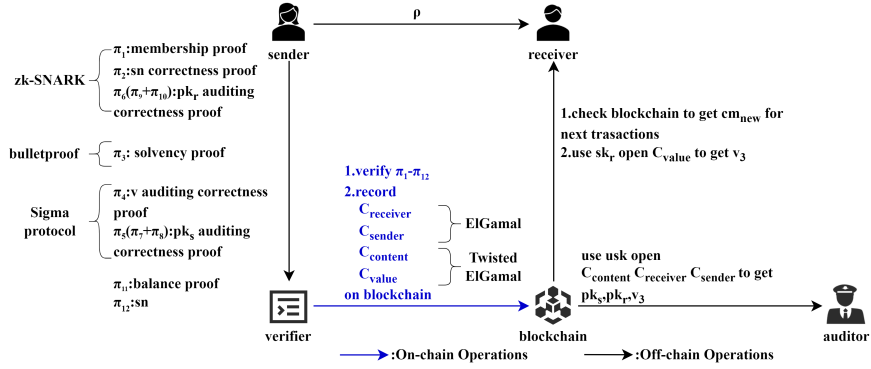 ρ
sender
receiver
zk-SNARK
π1:membership proof
π2:sn correctness proof
π6(π9+π10):pkr auditing
correctness proof
bulletproof
π3: solvency proof
Sigma
protocol
π4:v auditing correctness
proof
π5(π7+π8):pks auditing
correctness proof
π11:balance proof
π12:sn
1.verify π1-π12
2.record
Creceiver
Csender
ElGamal
Ccontent
Cvalue
Twisted
ElGamal
on blockchain
1.check blockchain to get cmnew for
next trasactions
2.use skr open Cvalue to get v3
use usk open
Ccontent Creceiver Csender to get
pks,pkr,v3
verifier
blockchain
auditor
:On-chain Operations
:Off-chain Operations